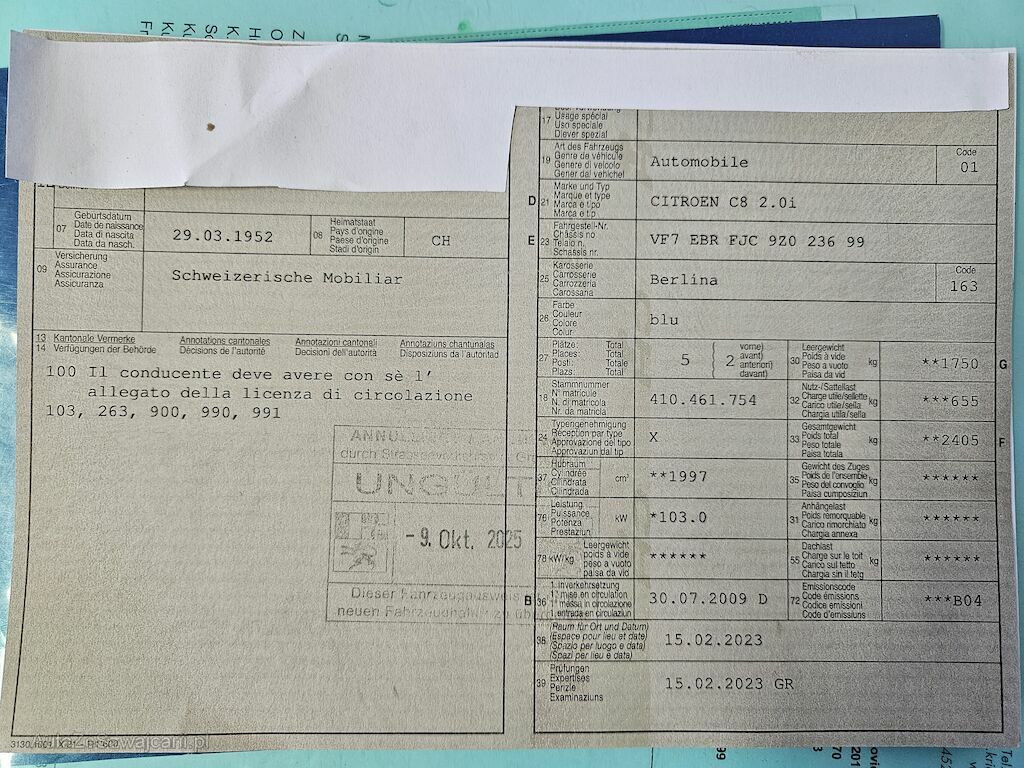 07
Geburtsdatum
Date de naissance
Data di nascita
Data da nasch.
29.03.1952
08
Heimatstaat
Pays d'origine
Paese d'origine
Stadi d'origin
CH
09
Versicherung
Assurance
Assicurazione
Assicuranza
Schweizerische Mobiliar
13 Kantonale Vermerke
Annotations cantonales
Annotazioni cantonali
Annotaziuns chantunalas
14 Verfügungen der Behörde
Décisions de l'autorité
Decisioni dell'autorità
Disposiziuns da l'autoritad
100 Il conducente deve avere con sè l'
allegato della licenza di circolazione
103, 263, 900, 990, 991
durch
UNGÜLT
- 9. Okt. 2025
Dieser Fahrzeugausweis
neuen
3130.1601
17
Usage spécial
Uso speciale
Diever spezial
19
Art des Fahrzeugs
Genre de véhicule
Genere di veicolo
Gener dal vehichel
Automobile
Code
01
D
21
Marke und Typ
Marque et type
Marca e tipo
Marca e tip
CITROEN C8 2.0i
E
23
Fahrgestell-Nr.
Châssis no
Telaio n.
Schassis nr.
VF7 EBR FJC 9Z0 236 99
25
Karosserie
Carrosserie
Carrozzeria
Carossaria
Berlina
Code
163
26
Farbe
Couleur
Colore
Colur
blu
27
Plätze: Total
Places: Total
Posti: Totale
Plazs: Total
5
2
vorne)
avant)
anteriori)
davant)
30
Leergewicht
Poids à vide
Peso a vuoto
Paisa da vid
kg
**1750
G
18
Stammnummer
N° matricule
N. di matricola
Nr. da matricla
410.461.754
32
Nutz-/Sattellast
Charge utile/sellette
Carico utile/sella
Chargia utila/sella
kg
***655
24
Typengenehmigung
Réception par type
Approvazione del tipo
Approvaziun dal tip
X
33
Gesamtgewicht
Poids total
Peso totale
Paisa totala
kg
**2405
F
37
Hubraum
Cylindrée
Cilindrata
Cilindrada
cm³
**1997
35
Gewicht des Zuges
Poids de l'ensemble
Peso del convoglio
Paisa cumposiziun
kg
******
76
Leistung
Puissance
Potenza
Prestaziun
kW
*103.0
31
Anhängelast
Poids remorquable
Carico rimorchiato
Chargia annexa
kg
******
78 kW/kg
Leergewicht
poids à vide
peso a vuoto
paisa da vid
******
55
Dachlast
Charge sur le toit
Carico sul tetto
Chargia sin il tetg
kg
******
B
36
1. Inverkehrsetzung
1re mise en circulation
1a messa in circolazione
1. entrada en circulaziun
30.07.2009 D
72
Emissionscode
Code émissions
Codice emissioni
Code d'emissiuns
***B04
38
(Raum für Ort und Datum)
(Espace pour lieu et date)
(Spazio per luogo e data)
(Spazi per lieu e data)
15.02.2023
39
Prüfungen
Expertises
Perizie
Examinaziuns
15.02.2023 GR